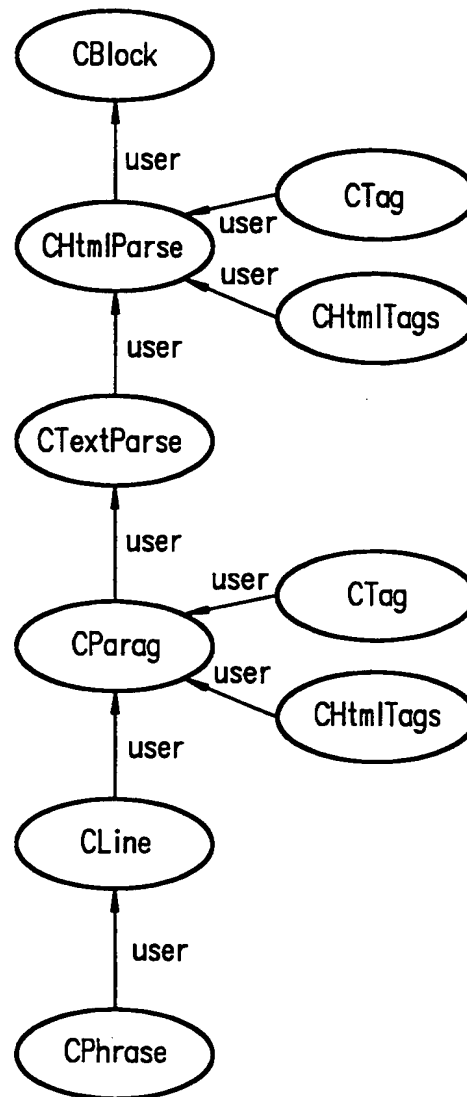 CBlock
user
CTag
user
CHtmlParse
user
CHtmlTags
user
CTextParse
user
user
CTag
CParag
user
CHtmlTags
user
CLine
user
CPhrase